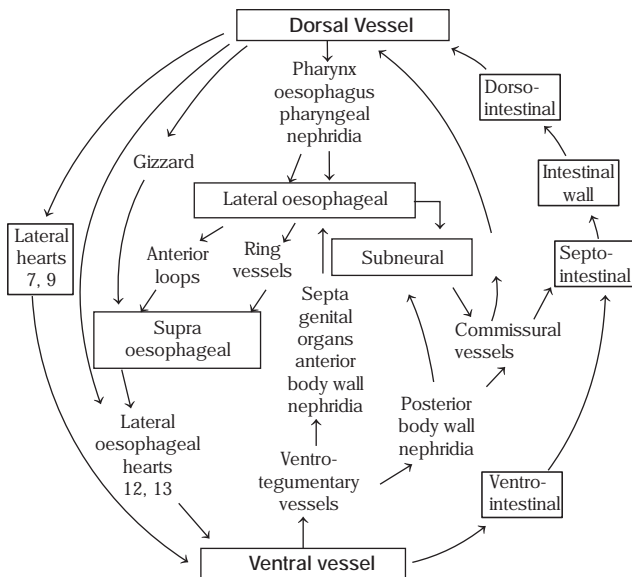 Dorsal Vessel
Pharynx
oesophagus
pharyngeal
nephridia
Dorso-
intestinal
Gizzard
Intestinal
wall
Lateral oesophageal
Lateral
hearts
7, 9
Anterior
loops
Ring
vessels
Subneural
Septo-
intestinal
Supra
oesophageal
Septa
genital
organs
anterior
body wall
nephridia
Commissural
vessels
Lateral
oesophageal
hearts
12, 13
Posterior
body wall
nephridia
Ventro-
tegumentary
vessels
Ventro-
intestinal
Ventral vessel